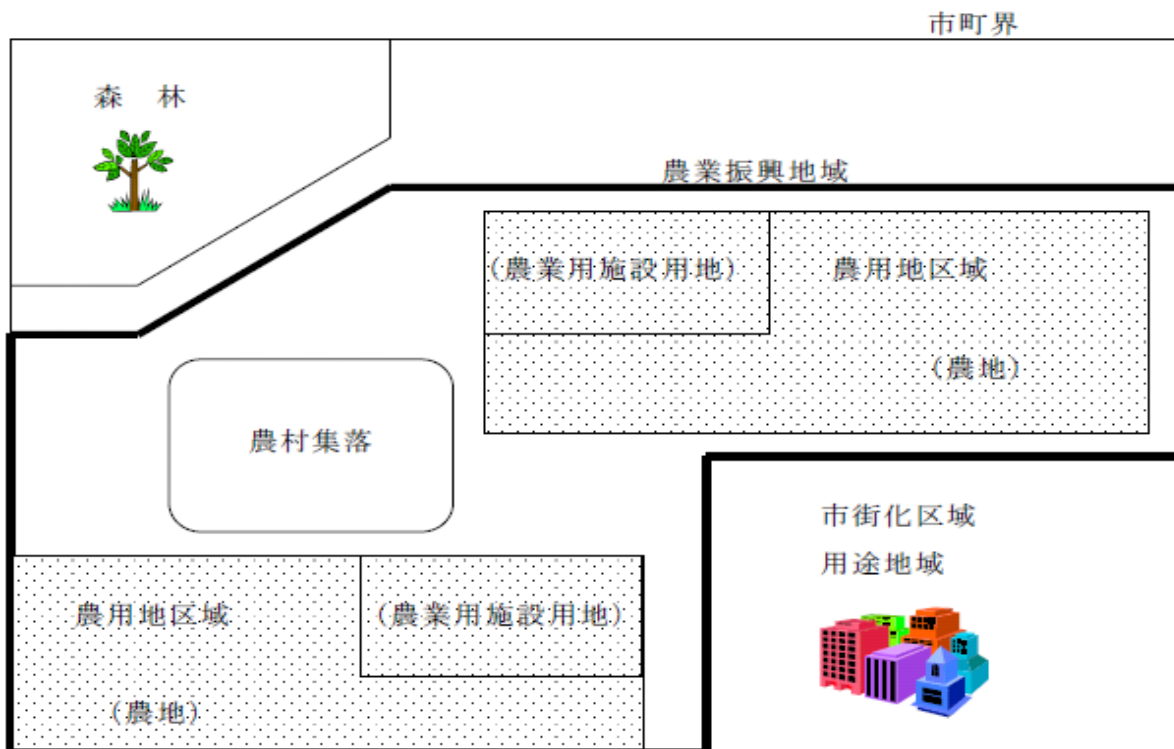 市町界
森 林
農業振興地域
(農業用施設用地)
農用地区域
(農地)
農村集落
市街化区域
用途地域
農用地区域
(農業用施設用地)
(農地)